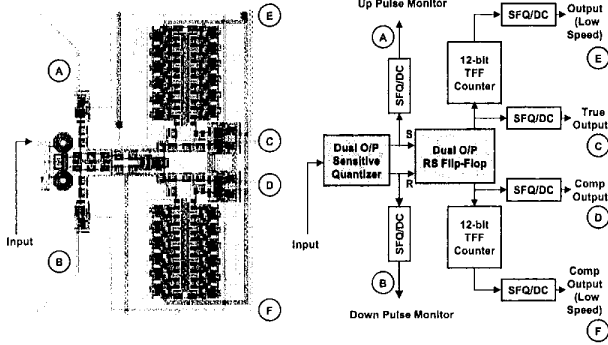 E
A
C
D
Input
B
F
Up Pulse Monitor
A
SFQ/DC
Dual O/P
Sensitive
Quantizer
Input
S
R
Dual O/P
RS Flip-Flop
SFQ/DC
B
Down Pulse Monitor
12-bit
TFF
Counter
SFQ/DC
Output
(Low
Speed)
E
SFQ/DC
True
Output
C
SFQ/DC
Comp
Output
D
12-bit
TFF
Counter
SFQ/DC
Comp
Output
(Low
Speed)
F